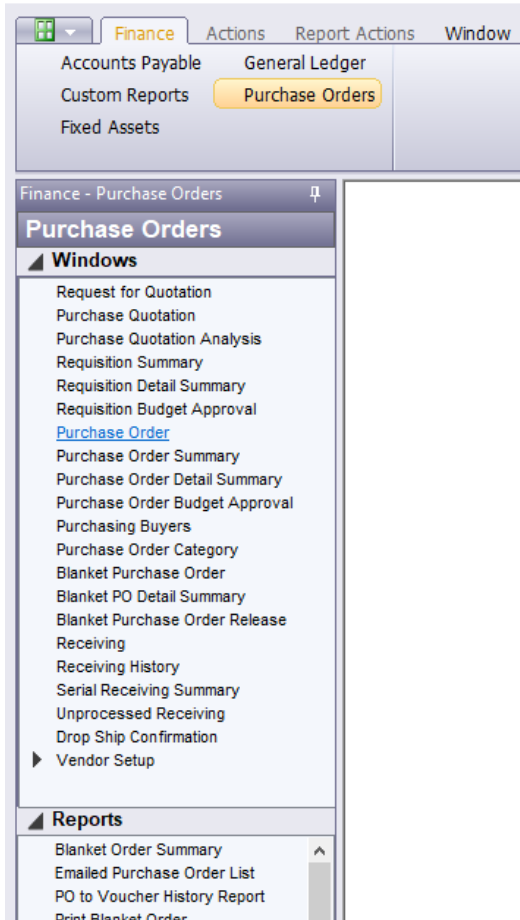 Finance Actions Report Actions Window
Accounts Payable General Ledger
Custom Reports Purchase Orders
Fixed Assets
Finance - Purchase Orders
Purchase Orders
Windows
Request for Quotation
Purchase Quotation
Purchase Quotation Analysis
Requisition Summary
Requisition Detail Summary
Requisition Budget Approval
Purchase Order
Purchase Order Summary
Purchase Order Detail Summary
Purchase Order Budget Approval
Purchasing Buyers
Purchase Order Category
Blanket Purchase Order
Blanket PO Detail Summary
Blanket Purchase Order Release
Receiving
Receiving History
Serial Receiving Summary
Unprocessed Receiving
Drop Ship Confirmation
Vendor Setup
Reports
Blanket Order Summary
Emailed Purchase Order List
PO to Voucher History Report
Print Blanket Order